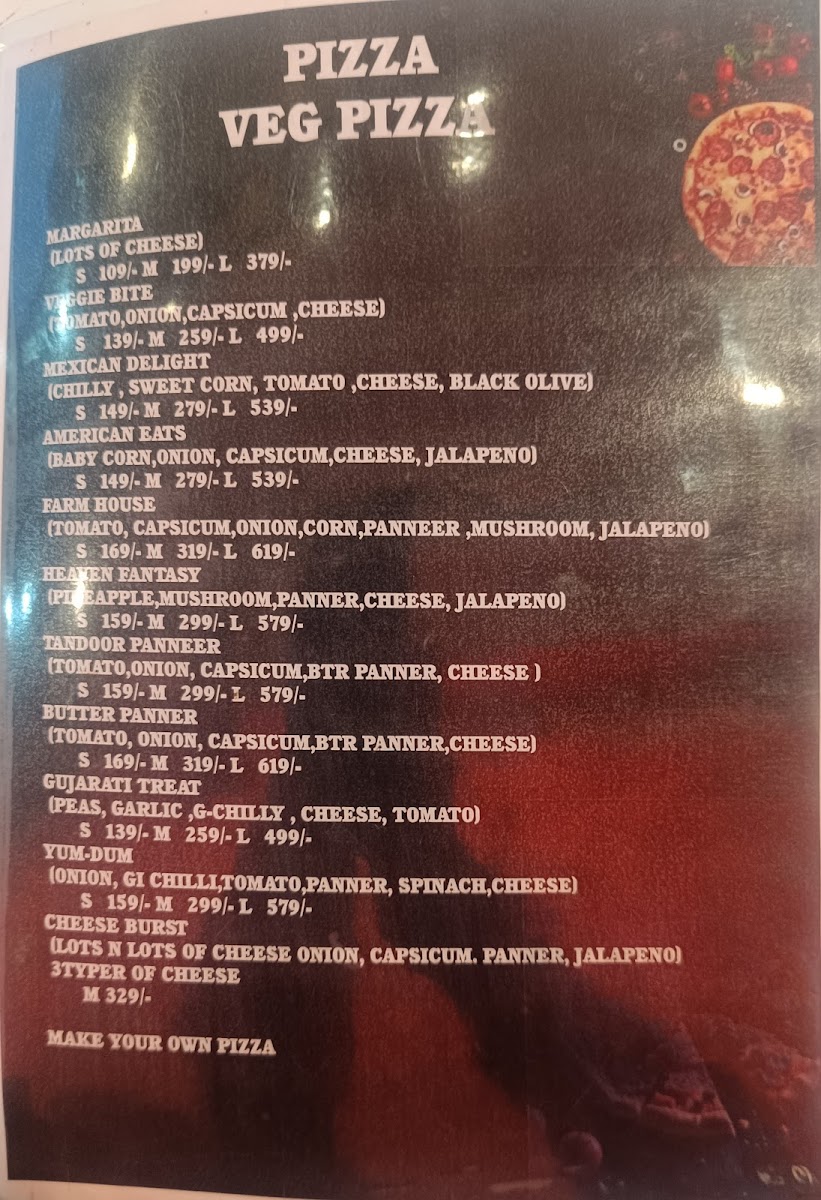 PIZZA
VEG PIZZA
MARGARITA
(LOTS OF CHEESE)
S 109/- M 199/- L 379/-
VEGGIE BITE
(TOMATO,ONION,CAPSICUM ,CHEESE)
S 139/- M 259/- L 499/-
MEXICAN DELIGHT
(CHILLY , SWEET CORN, TOMATO ,CHEESE, BLACK OLIVE)
S 149/- M 279/- L 539/-
AMERICAN EATS
(BABY CORN,ONION, CAPSICUM,CHEESE, JALAPENO)
S 149/- M 279/- L 539/-
FARM HOUSE
(TOMATO, CAPSICUM,ONION,CORN,PANNEER ,MUSHROOM, JALAPENO)
S 169/- M 319/- L 619/-
HEAVEN FANTASY
(PINEAPPLE,MUSHROOM,PANNER,CHEESE, JALAPENO)
S 159/- M 299/- L 579/-
TANDOOR PANNEER
(TOMATO,ONION, CAPSICUM,BTR PANNER, CHEESE )
S 159/- M 299/- L 579/-
BUTTER PANNER
(TOMATO, ONION, CAPSICUM,BTR PANNER,CHEESE)
S 169/- M 319/- L 619/-
GUJARATI TREAT
(PEAS, GARLIC ,G-CHILLY , CHEESE, TOMATO)
S 139/- M 259/- L 499/-
YUM-DUM
(ONION, GI CHILLI,TOMATO,PANNER, SPINACH,CHEESE)
S 159/- M 299/- L 579/-
CHEESE BURST
(LOTS N LOTS OF CHEESE ONION, CAPSICUM. PANNER, JALAPENO)
3TYPER OF CHEESE
M 329/-
MAKE YOUR OWN PIZZA